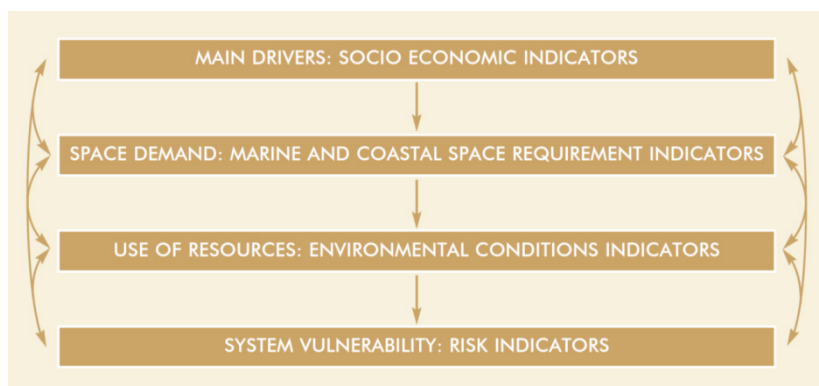 MAIN DRIVERS: SOCIO ECONOMIC INDICATORS
SPACE DEMAND: MARINE AND COASTAL SPACE REQUIREMENT INDICATORS
USE OF RESOURCES: ENVIRONMENTAL CONDITIONS INDICATORS
SYSTEM VULNERABILITY: RISK INDICATORS